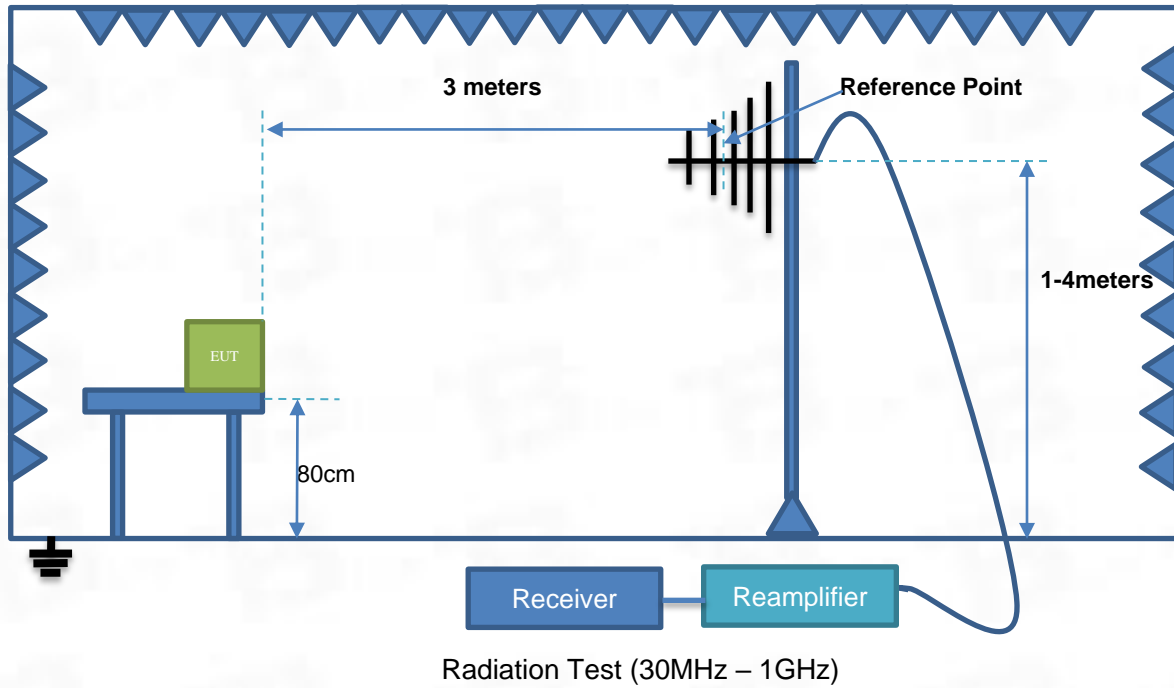 3 meters
Reference Point
1-4meters
EUT
80cm
Receiver
Reamplifier
Radiation Test (30MHz – 1GHz)